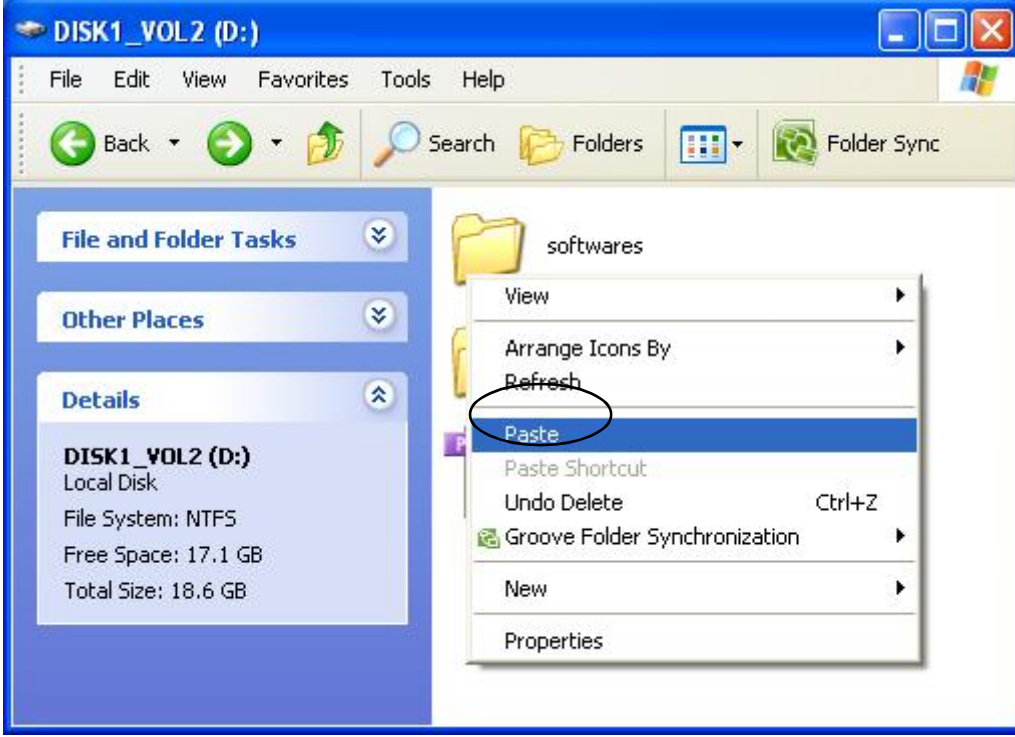 DISK1_VOL2 (D:)
File Edit View Favorites Tools Help
Back Search Folders Folder Sync
File and Folder Tasks
Other Places
Details
DISK1_VOL2 (D:)
Local Disk
File System: NTFS
Free Space: 17.1 GB
Total Size: 18.6 GB
softwares
View
Arrange Icons By
Refresh
Paste
Paste Shortcut
Undo Delete Ctrl+Z
Groove Folder Synchronization
New
Properties